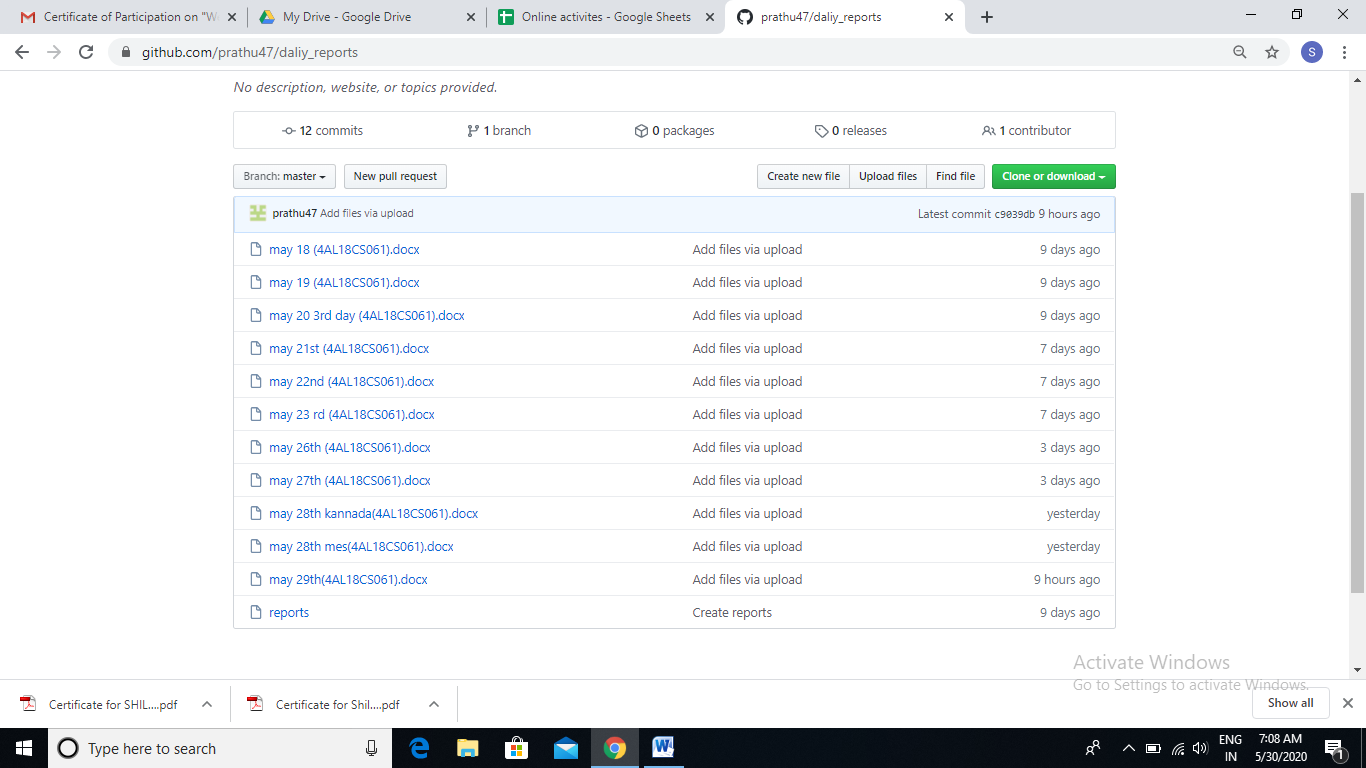 Certificate of Participation on "W
My Drive - Google Drive
Online activites - Google Sheets
prathu47/daliy_reports
github.com/prathu47/daliy_reports
S
No description, website, or topics provided.
12 commits
1 branch
0 packages
0 releases
1 contributor
Branch: master
New pull request
Create new file
Upload files
Find file
Clone or download
prathu47 Add files via upload
Latest commit c9039db 9 hours ago
may 18 (4AL18CS061).docx Add files via upload 9 days ago
may 19 (4AL18CS061).docx Add files via upload 9 days ago
may 20 3rd day (4AL18CS061).docx Add files via upload 9 days ago
may 21st (4AL18CS061).docx Add files via upload 7 days ago
may 22nd (4AL18CS061).docx Add files via upload 7 days ago
may 23 rd (4AL18CS061).docx Add files via upload 7 days ago
may 26th (4AL18CS061).docx Add files via upload 3 days ago
may 27th (4AL18CS061).docx Add files via upload 3 days ago
may 28th kannada(4AL18CS061).docx Add files via upload yesterday
may 28th mes(4AL18CS061).docx Add files via upload yesterday
may 29th(4AL18CS061).docx Add files via upload 9 hours ago
reports Create reports 9 days ago
Activate Windows
Go to Settings to activate Windows.
Certificate for SHIL....pdf
Certificate for Shil....pdf
Show all
Type here to search
ENG
IN
7:08 AM
5/30/2020
1